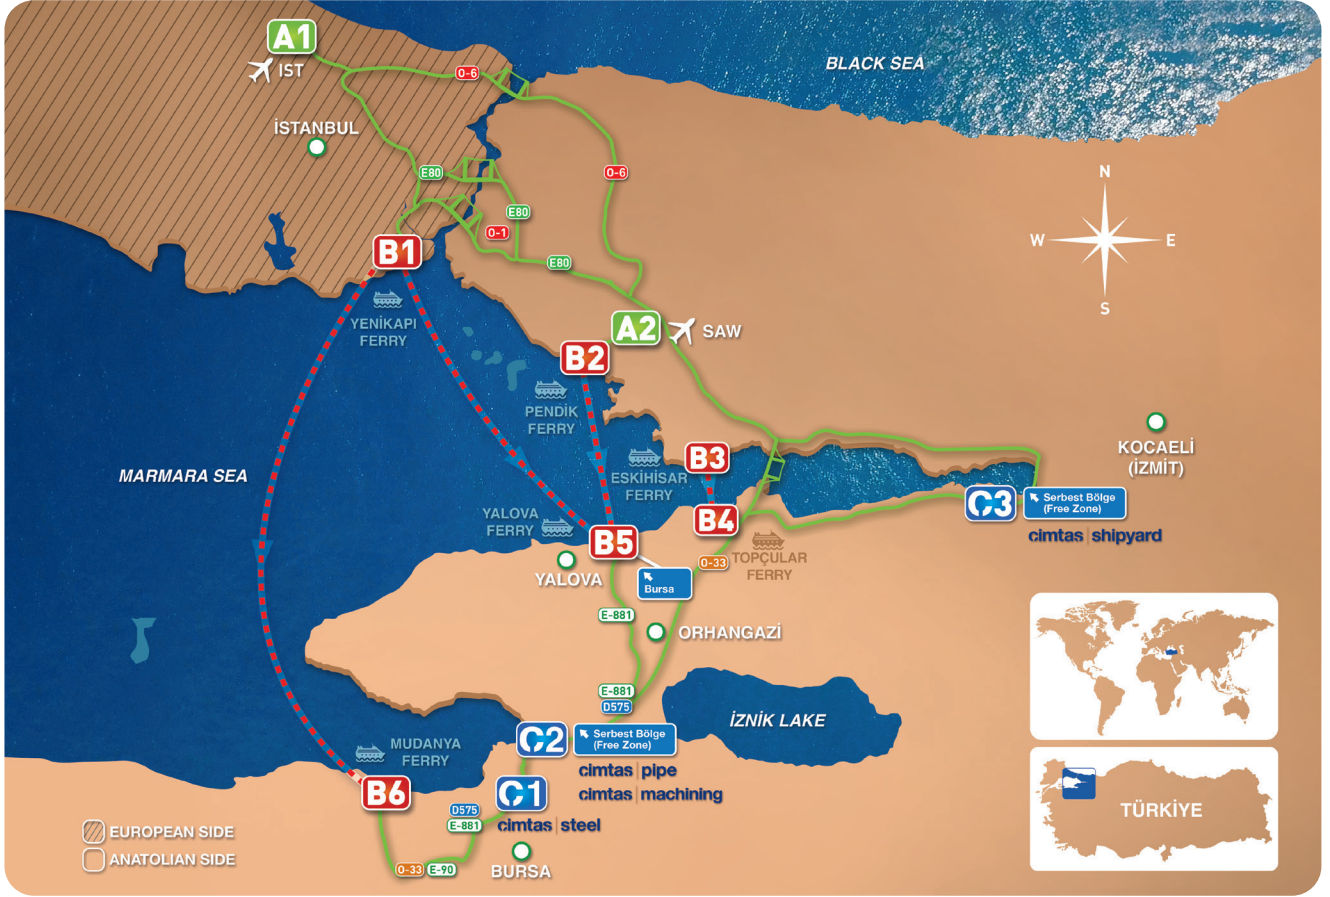 A1
IST
O-6
BLACK SEA
İSTANBUL
E80
O-6
N
E80
O-1
W
E
B1
E80
S
YENİKAPI
FERRY
A2
SAW
B2
PENDİK
FERRY
KOCAELİ
(İZMİT)
B3
ESKİHİSAR
FERRY
MARMARA SEA
C3
Serbest Bölge
(Free Zone)
cimtas | shipyard
YALOVA
FERRY
B4
B5
TOPÇULAR
FERRY
O-33
YALOVA
Bursa
E-881
ORHANGAZİ
E-881
D575
İZNİK LAKE
C2
Serbest Bölge
(Free Zone)
MUDANYA
FERRY
cimtas | pipe
cimtas | machining
B6
C1
D575
E-881
cimtas | steel
TÜRKİYE
EUROPEAN SIDE
ANATOLIAN SIDE
O-33
E-90
BURSA